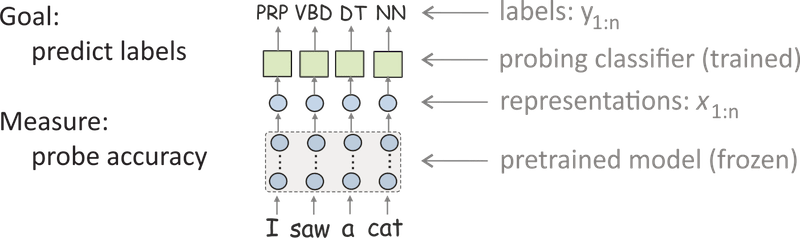 Goal:
predict labels
Measure:
probe accuracy
PRP VBD DT NN
I saw a cat
labels: y1:n
probing classifier (trained)
representations: x1:n
pretrained model (frozen)